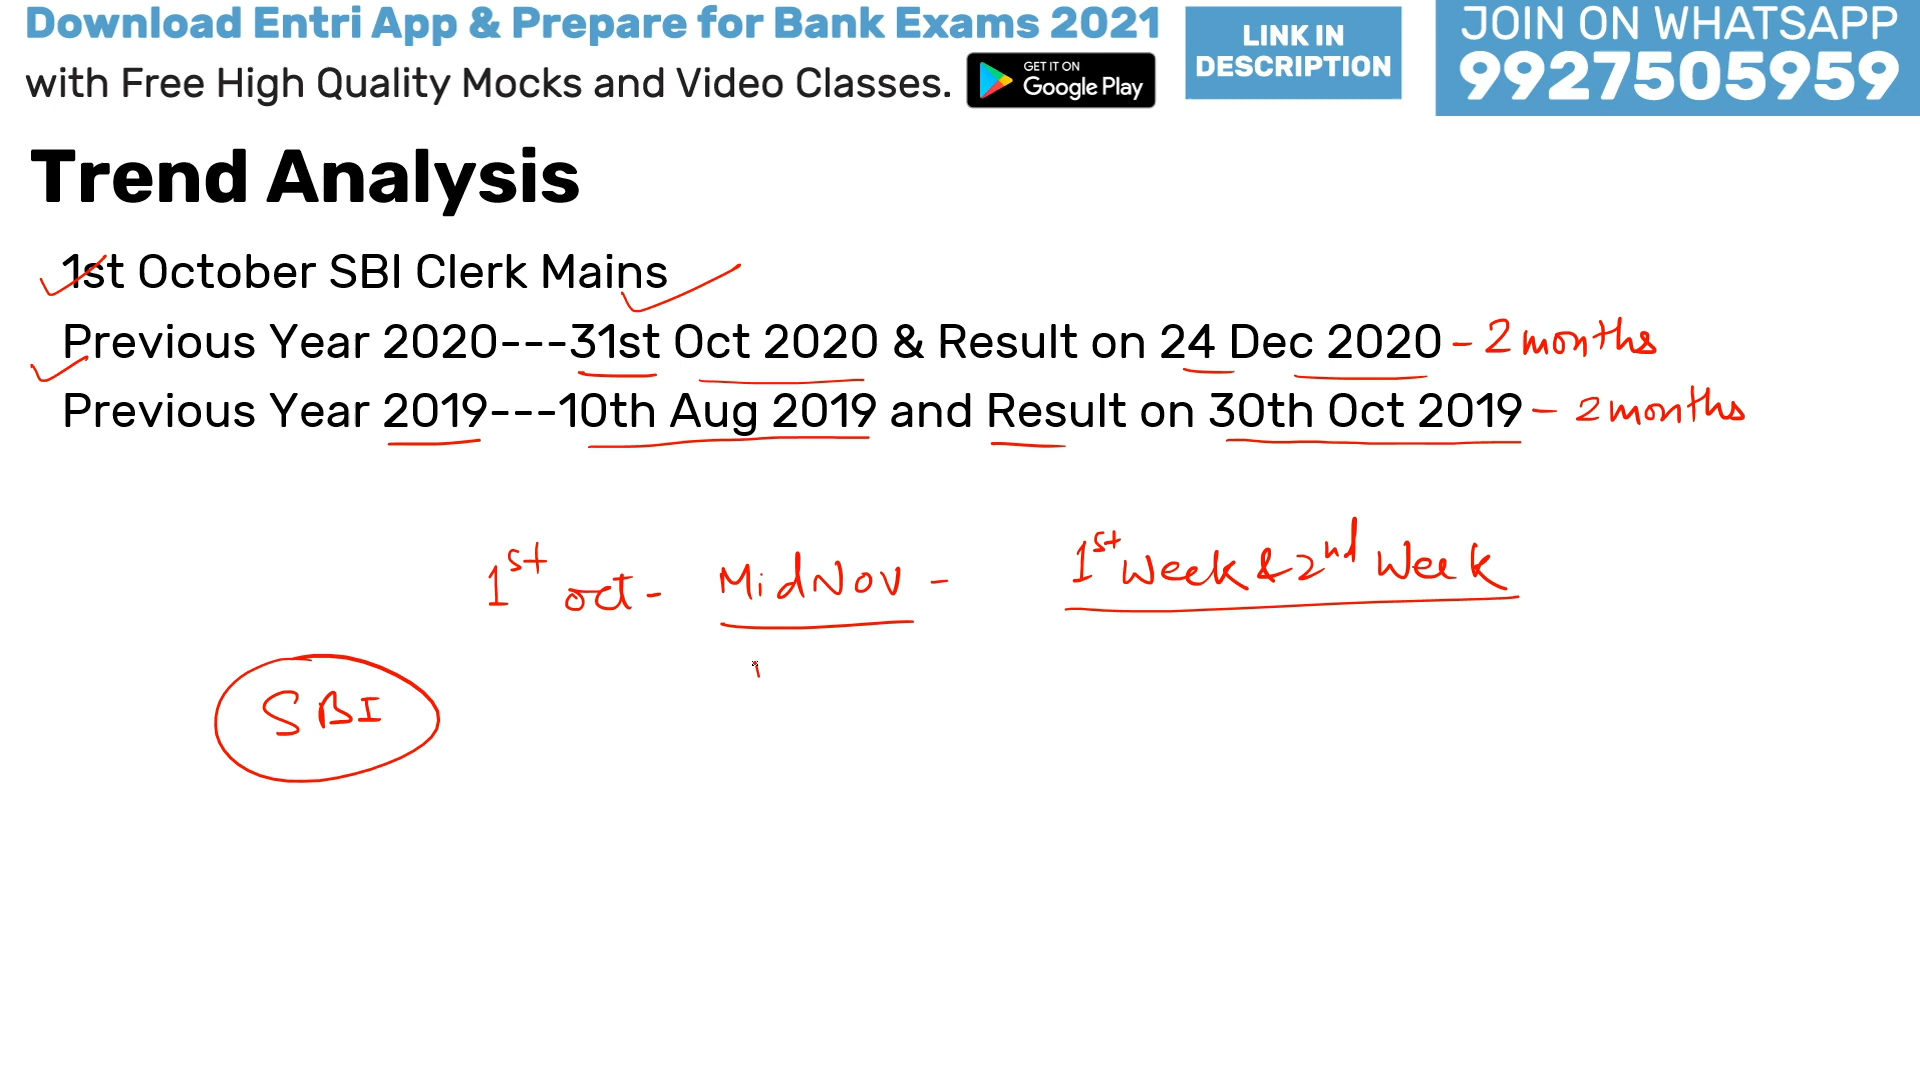 Download Entri App & Prepare for Bank Exams 2021
with Free High Quality Mocks and Video Classes.
GET IT ON
Google Play
LINK IN
DESCRIPTION
JOIN ON WHATSAPP
9927505959
Trend Analysis
1st October SBI Clerk Mains
Previous Year 2020---31st Oct 2020 & Result on 24 Dec 2020 - 2 months
Previous Year 2019---10th Aug 2019 and Result on 30th Oct 2019 - 2 months
1st oct - Mid Nov - 1st Week & 2nd Week
SBI